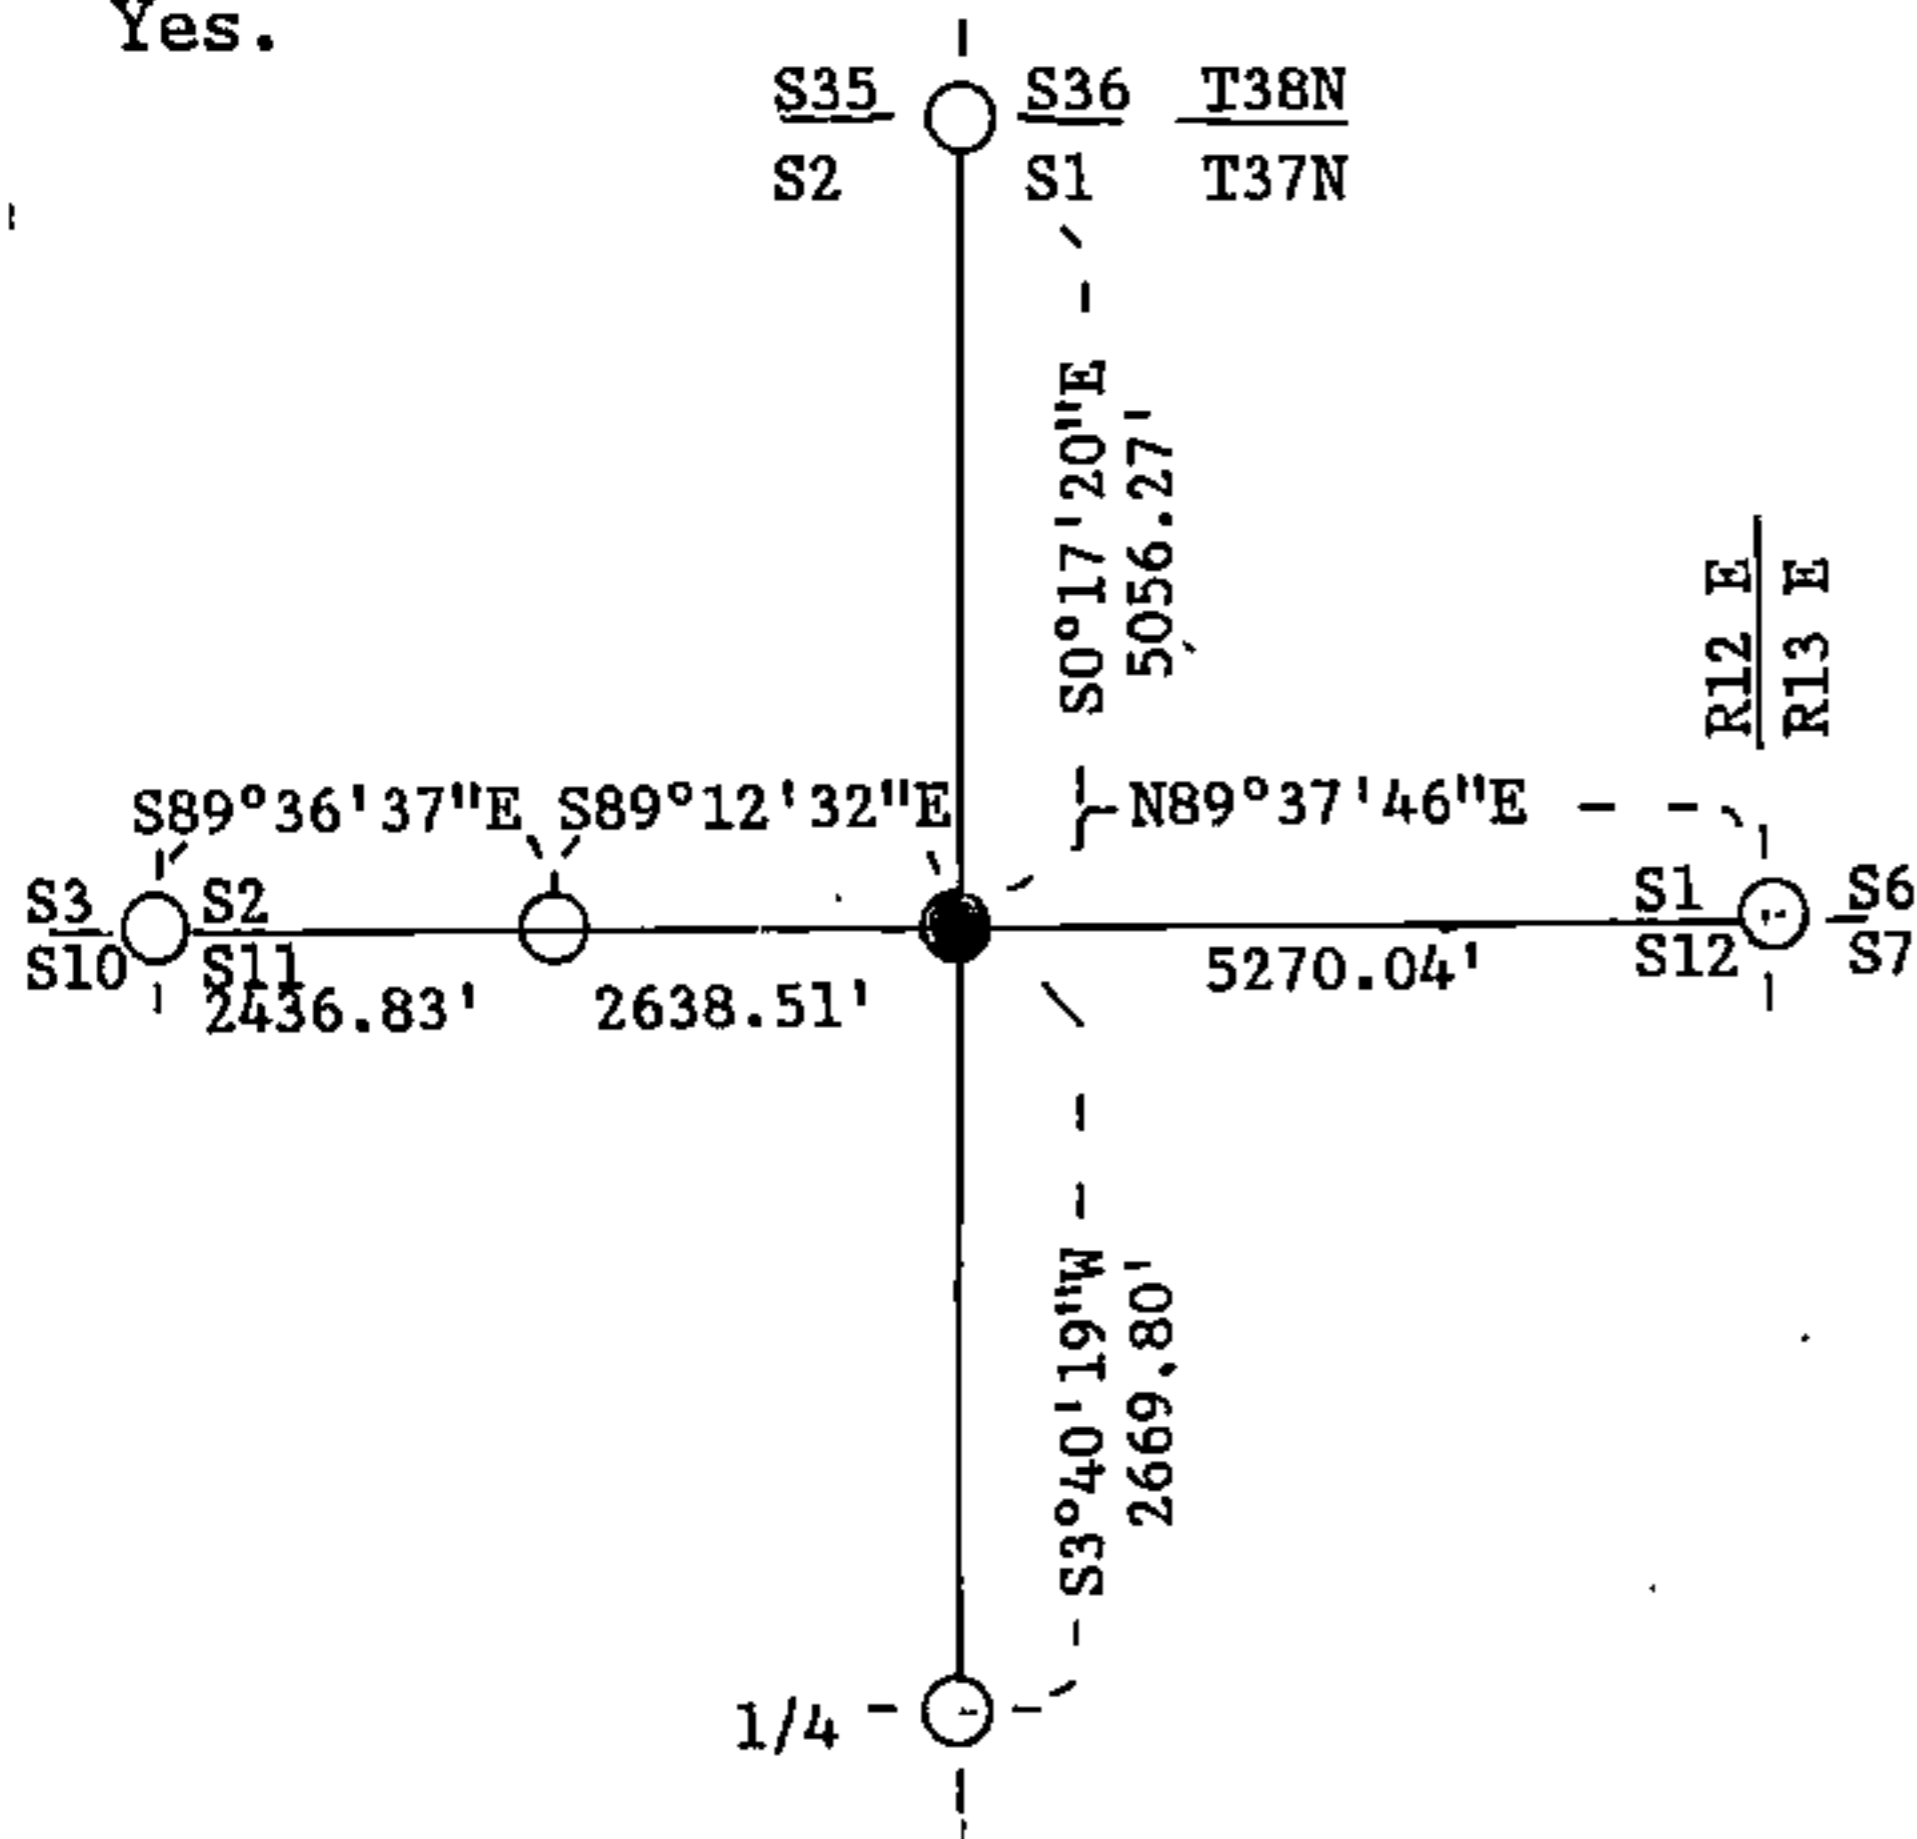 Yes.
S35 S36 T38N
S2 S1 T37N
S0°17'20"E
5056.27'
R12 E
R13 E
S89°36'37"E S89°12'32"E N89°37'46"E
S3 S2 S1 S6
S10 S11 S12 S7
2436.83' 2638.51' 5270.04'
S3°40'19"W
2669.80'
1/4